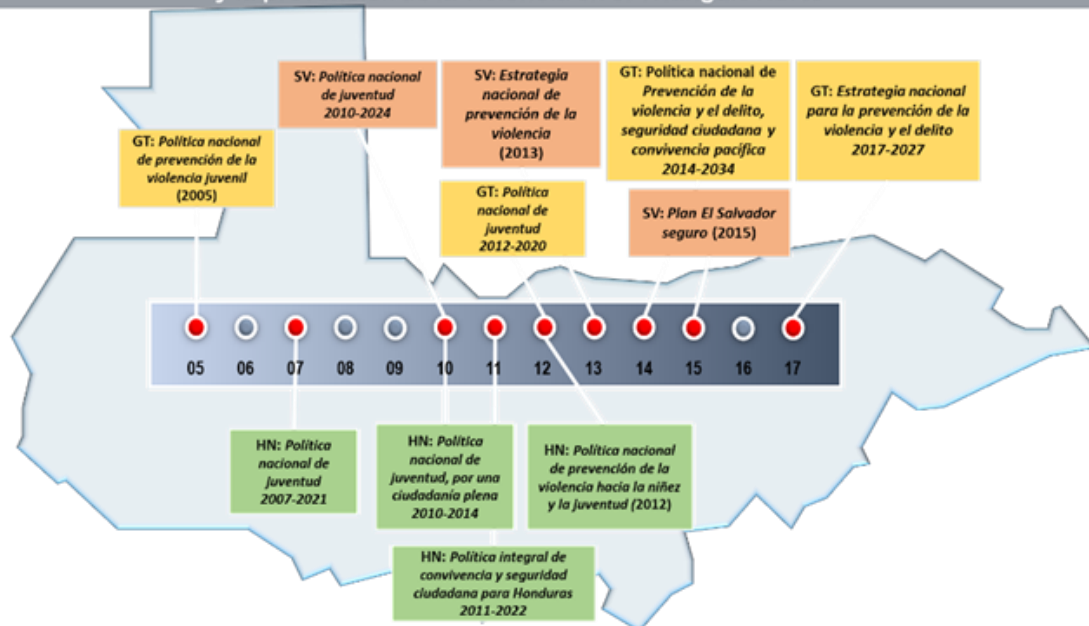 SV: Política nacional
de juventud
2010-2024
SV: Estrategia
nacional de
prevención de la
violencia
(2013)
GT: Política nacional de
Prevención de la
violencia y el delito,
seguridad ciudadana y
convivencia pacífica
2014-2034
GT: Estrategia nacional
para la prevención de la
violencia y el delito
2017-2027
GT: Política nacional
de prevención de la
violencia juvenil
(2005)
GT: Política
nacional de
juventud
2012-2020
SV: Plan El Salvador
seguro (2015)
05 06 07 08 09 10 11 12 13 14 15 16 17
HN: Política
nacional de
juventud
2007-2021
HN: Política
nacional de
juventud, por una
ciudadanía plena
2010-2014
HN: Política nacional
de prevención de la
violencia hacia la niñez
y la juventud (2012)
HN: Política integral de
convivencia y seguridad
ciudadana para Honduras
2011-2022